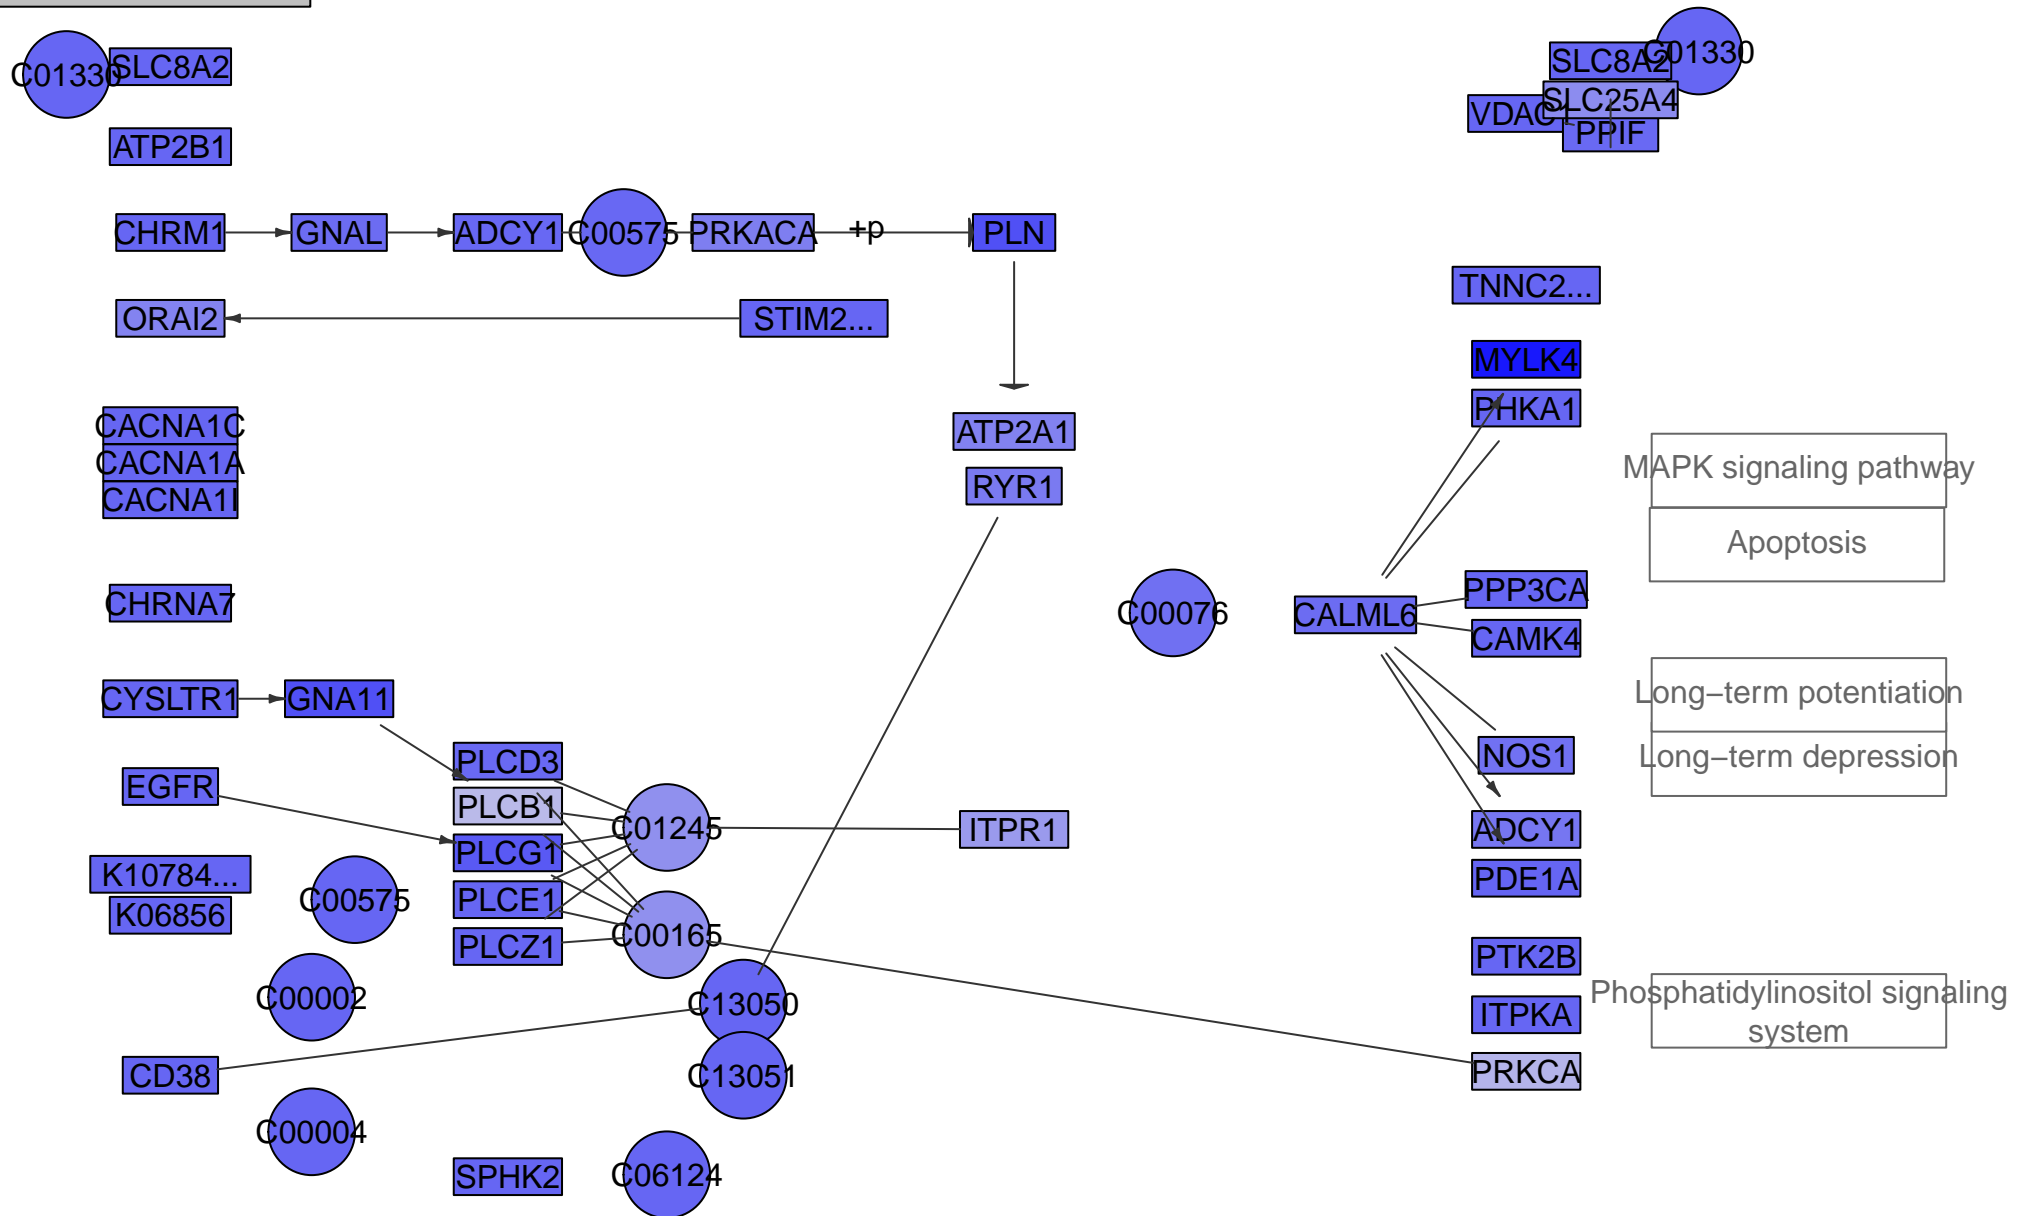 C01330
SLC8A2
SLC8A2
C01330
SLC25A4
VDAC1
PPIF
ATP2B1
CHRM1
GNAL
ADCY1
C00575
PRKACA
+p
PLN
TNNC2...
ORAI2
STIM2...
MYLK4
PHKA1
CACNA1C
CACNA1A
CACNA1I
ATP2A1
RYR1
MAPK signaling pathway
Apoptosis
CHRNA7
C00076
CALML6
PPP3CA
CAMK4
CYSLTR1
GNA11
Long−term potentiation
Long−term depression
NOS1
EGFR
PLCD3
PLCB1
PLCG1
PLCE1
PLCZ1
C01245
C00165
ITPR1
ADCY1
PDE1A
K10784...
K06856
C00575
PTK2B
C00002
C13050
ITPKA
Phosphatidylinositol signaling
system
CD38
C13051
PRKCA
C00004
SPHK2
C06124